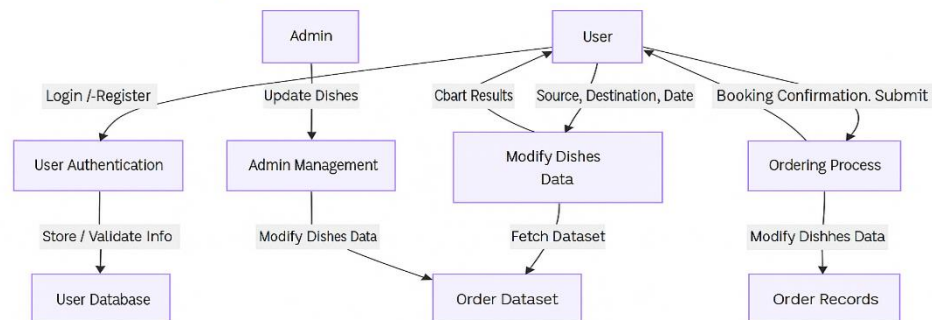 Admin
User
Login /-Register
Update Dishes
Cbart Results
Source, Destination, Date
Booking Confirmation. Submit
User Authentication
Admin Management
Modify Dishes
Data
Ordering Process
Store / Validate Info
Modify Dishes Data
Fetch Dataset
Modify Dishhes Data
User Database
Order Dataset
Order Records